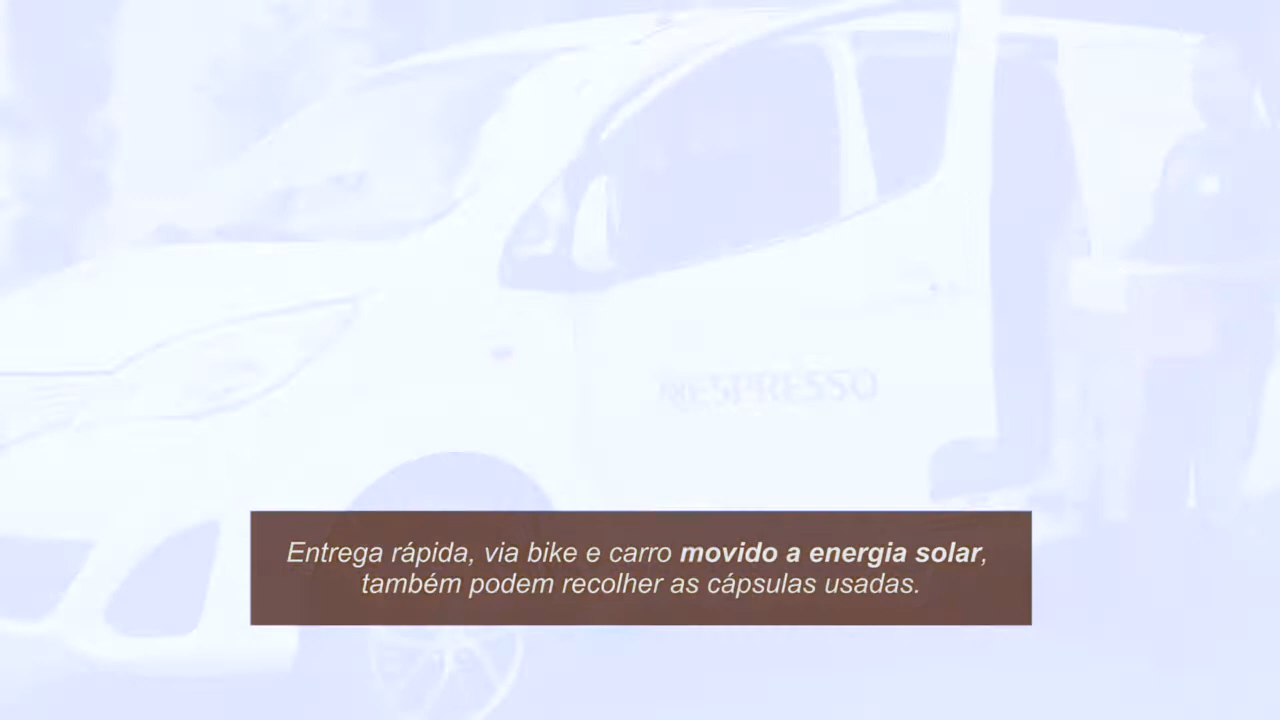 NESPRESSO
Entrega rápida, via bike e carro movido a energia solar,
também podem recolher as cápsulas usadas.